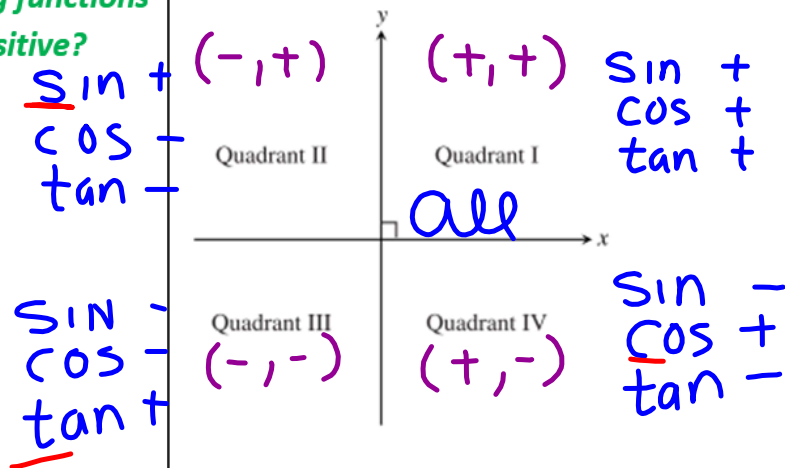 g functions
sitive?
y
(-,+)
(+,+)
sin +
cos -
tan -
sin +
cos +
tan +
Quadrant II
Quadrant I
all
x
SIN -
cos -
tan +
Quadrant III
(-,-)
Quadrant IV
(+,-)
sin -
cos +
tan -